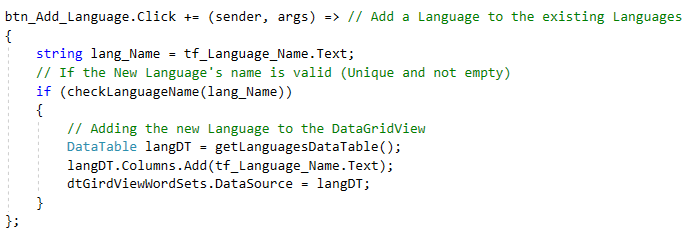 btn_Add_Language.Click += (sender, args) => // Add a Language to the existing Languages
{
string lang_Name = tf_Language_Name.Text;
// If the New Language's name is valid (Unique and not empty)
if (checkLanguageName(lang_Name))
{
// Adding the new Language to the DataGridView
DataTable langDT = getLanguagesDataTable();
langDT.Columns.Add(tf_Language_Name.Text);
dtGirdViewWordSets.DataSource = langDT;
}
};